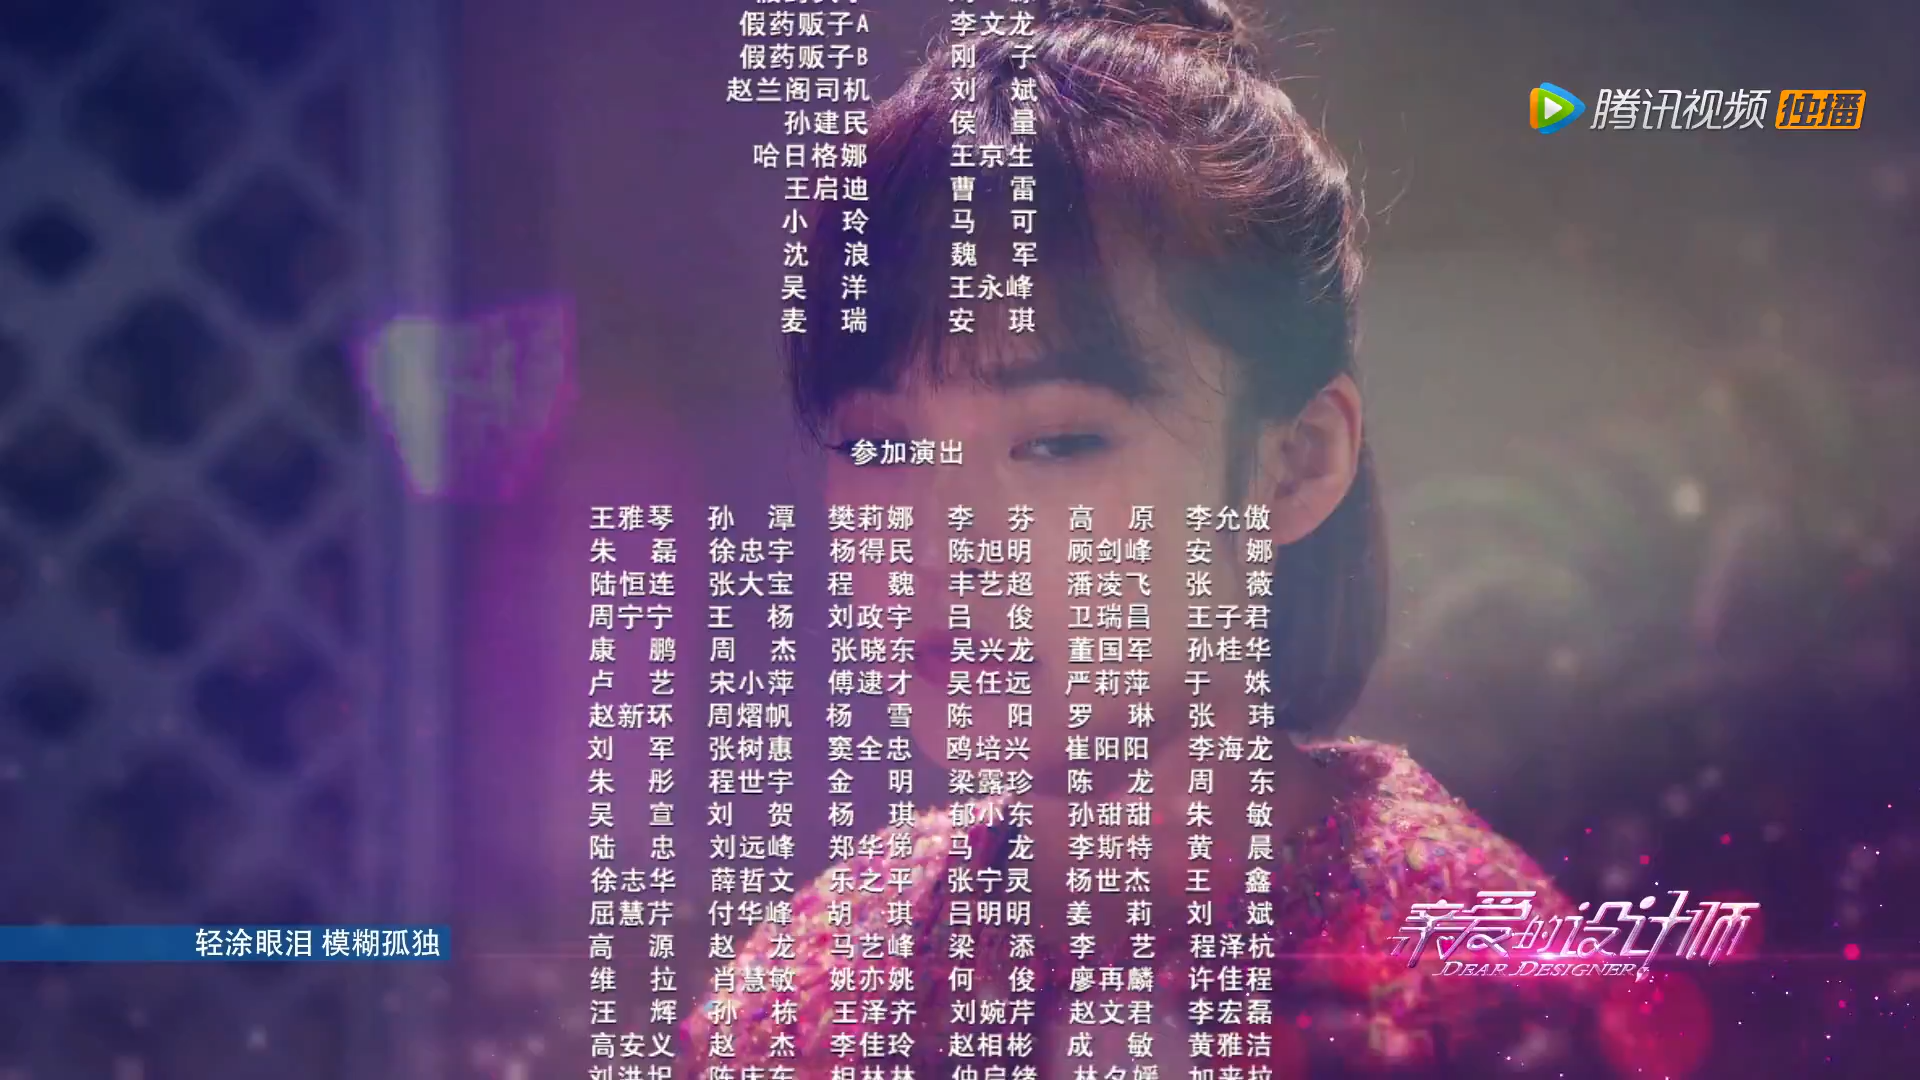 假药贩子A 李文龙
假药贩子B 刚子
赵兰阁司机 刘斌
孙建民 侯量
哈日格娜 王京生
王启迪 曹雷
小玲 马可
沈浪 魏军
吴洋 王永峰
麦瑞 安琪
腾讯视频 独播
参加演出
王雅琴 孙潭 樊莉娜 李芬 高原 李允傲
朱磊 徐忠宇 杨得民 陈旭明 顾剑峰 安娜
陆恒连 张大宝 程魏 丰艺超 潘凌飞 张薇
周宁宁 王杨 刘政宇 吕俊 卫瑞昌 王子君
康鹏 周杰 张晓东 吴兴龙 董国军 孙桂华
卢艺 宋小萍 傅逮才 吴任远 严莉萍 于姝
赵新环 周熠帆 杨雪 陈阳 罗琳 张玮
刘军 张树惠 窦全忠 鸥培兴 崔阳阳 李海龙
朱彤 程世宇 金明 梁露珍 陈龙 周东
吴宣 刘贺 杨琪 郁小东 孙甜甜 朱敏
陆忠 刘远峰 郑华俤 马龙 李斯特 黄晨
徐志华 薛哲文 乐之平 张宁灵 杨世杰 王鑫
屈慧芹 付华峰 胡琪 吕明明 姜莉 刘斌
高源 赵龙 马艺峰 梁添 李艺 程泽杭
维拉 肖慧敏 姚亦姚 何俊 廖再麟 许佳程
汪辉 孙栋 王泽齐 刘婉芹 赵文君 李宏磊
高安义 赵杰 李佳玲 赵相彬 成敏 黄雅洁
轻涂眼泪 模糊孤独
亲爱的设计师
DEAR DESIGNER